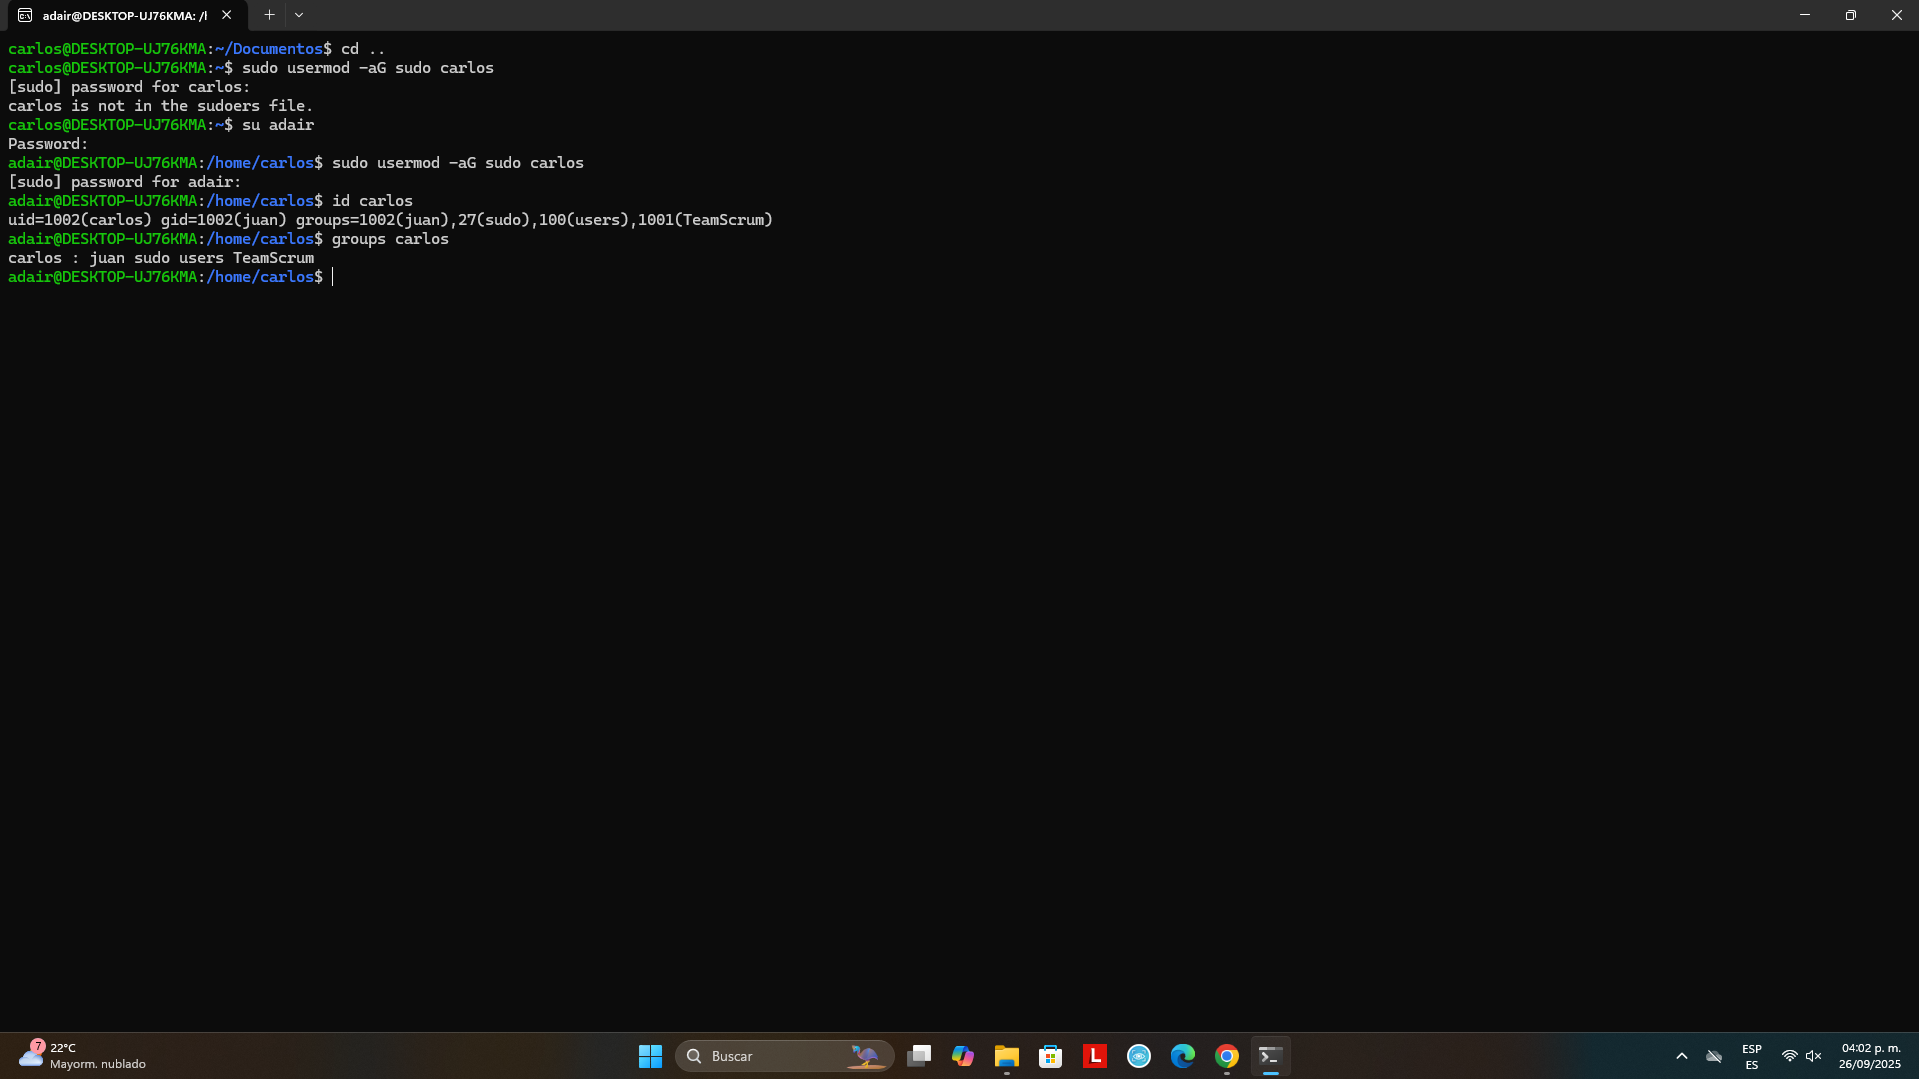 adair@DESKTOP-UJ76KMA: /l
carlos@DESKTOP-UJ76KMA:~/Documentos$ cd ..
carlos@DESKTOP-UJ76KMA:~$ sudo usermod -aG sudo carlos
[sudo] password for carlos:
carlos is not in the sudoers file.
carlos@DESKTOP-UJ76KMA:~$ su adair
Password:
adair@DESKTOP-UJ76KMA:/home/carlos$ sudo usermod -aG sudo carlos
[sudo] password for adair:
adair@DESKTOP-UJ76KMA:/home/carlos$ id carlos
uid=1002(carlos) gid=1002(juan) groups=1002(juan),27(sudo),100(users),1001(TeamScrum)
adair@DESKTOP-UJ76KMA:/home/carlos$ groups carlos
carlos : juan sudo users TeamScrum
adair@DESKTOP-UJ76KMA:/home/carlos$
7
22°C
Mayorm. nublado
Buscar
L
ESP
ES
04:02 p. m.
26/09/2025